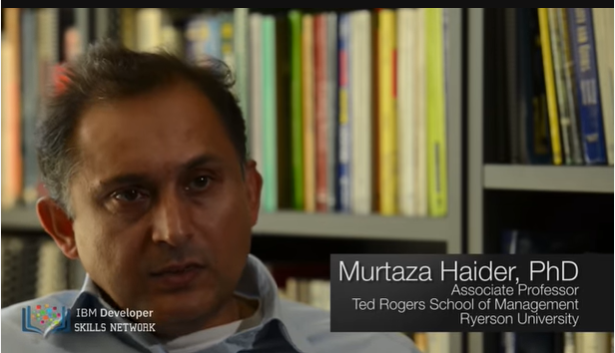 Murtaza Haider, PhD
Associate Professor
Ted Rogers School of Management
Ryerson University
IBM Developer
SKILLS NETWORK